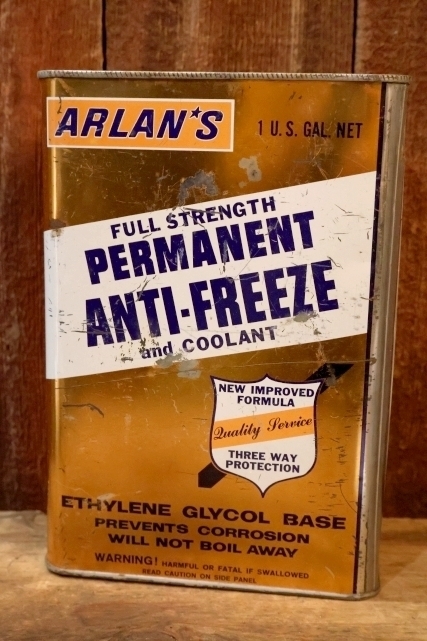 ARLAN'S
1 U.S. GAL. NET
FULL STRENGTH
PERMANENT
ANTI-FREEZE
and COOLANT
NEW IMPROVED
FORMULA
Quality Service
THREE WAY
PROTECTION
ETHYLENE GLYCOL BASE
PREVENTS CORROSION
WILL NOT BOIL AWAY
WARNING! HARMFUL OR FATAL IF SWALLOWED
READ CAUTION ON SIDE PANEL